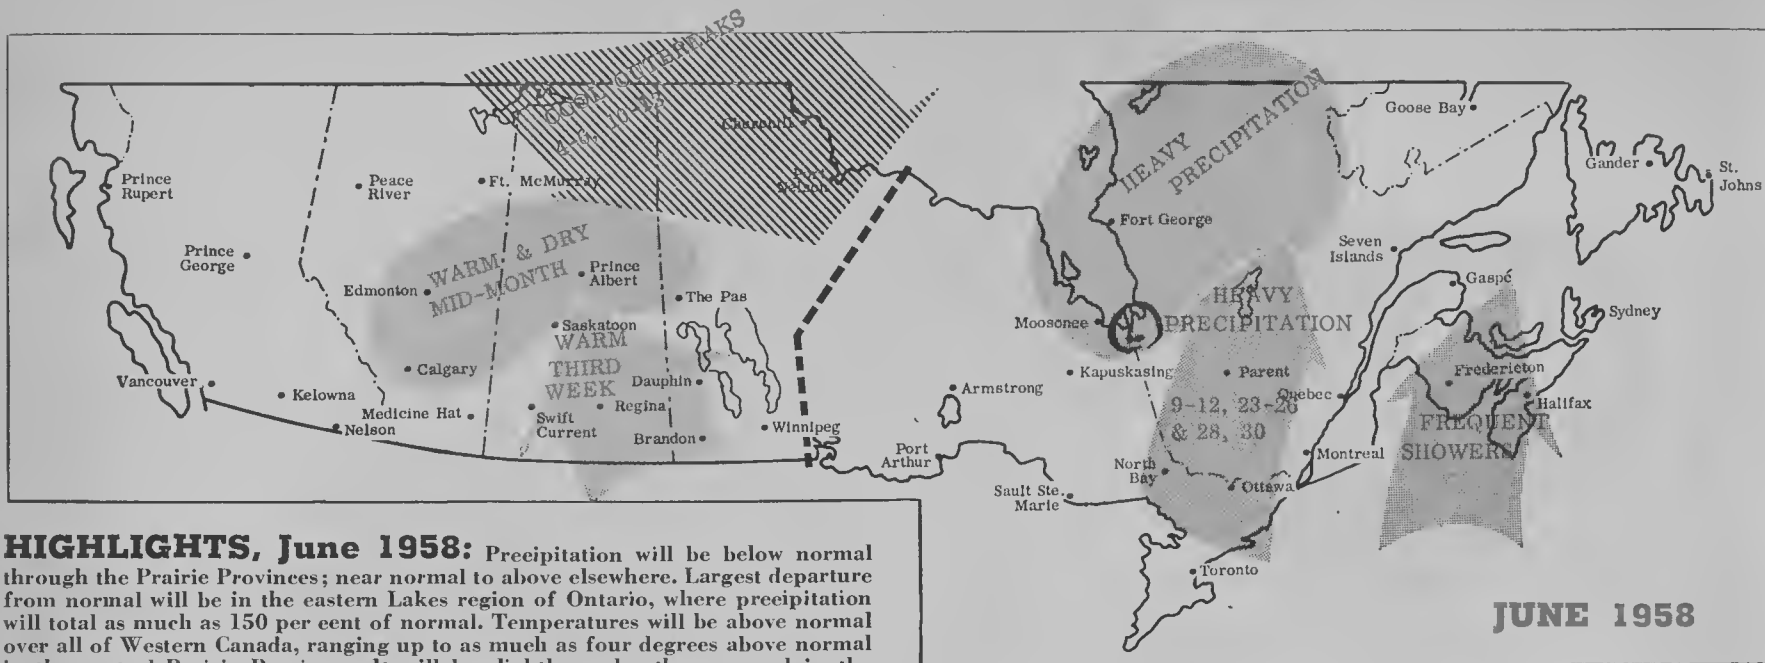 COOL OUTBREAKS
4-6, 10-13
Churchill
Port
Nelson
Prince
Rupert
Peace
River
Ft. McMurray
Prince
George
WARM & DRY
MID-MONTH
Edmonton
Prince
Albert
The Pas
Saskatoon
WARM
THIRD
WEEK
Calgary
Dauphin
Vancouver
Kelowna
Medicine Hat
Nelson
Swift
Current
Regina
Brandon
Winnipeg
HEAVY
PRECIPITATION
Goose Bay
Gander
St.
Johns
Fort George
Seven
Islands
Gaspé
HEAVY
PRECIPITATION
Moosonee
Sydney
Armstrong
Kapuskasing
Parent
Fredericton
Quebec
Halifax
9-12, 23-26
& 28, 30
FREQUENT
SHOWERS
Port
Arthur
North
Bay
Montreal
Sault Ste.
Marie
Ottawa
Toronto
JUNE 1958
HIGHLIGHTS, June 1958: Precipitation will be below normal
through the Prairie Provinces; near normal to above elsewhere. Largest departure
from normal will be in the eastern Lakes region of Ontario, where precipitation
will total as much as 150 per cent of normal. Temperatures will be above normal
over all of Western Canada, ranging up to as much as four degrees above normal